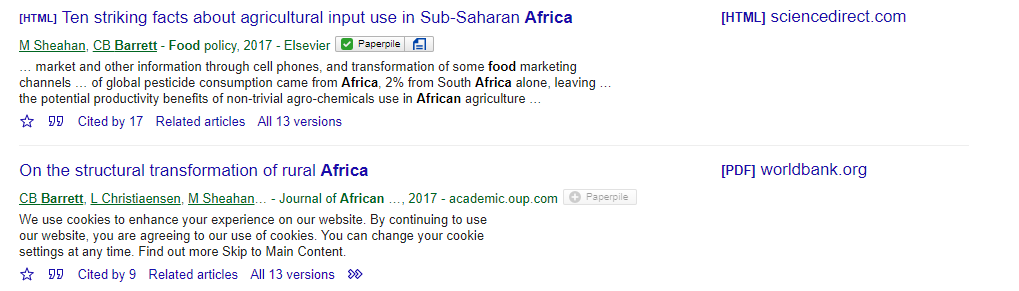 [HTML] Ten striking facts about agricultural input use in Sub-Saharan Africa
[HTML] sciencedirect.com
M Sheahan, CB Barrett - Food policy, 2017 - Elsevier Paperpile
... market and other information through cell phones, and transformation of some food marketing
channels ... of global pesticide consumption came from Africa, 2% from South Africa alone, leaving ...
the potential productivity benefits of non-trivial agro-chemicals use in African agriculture ...
Cited by 17 Related articles All 13 versions
On the structural transformation of rural Africa
[PDF] worldbank.org
CB Barrett, L Christiaensen, M Sheahan... - Journal of African ..., 2017 - academic.oup.com Paperpile
We use cookies to enhance your experience on our website. By continuing to use
our website, you are agreeing to our use of cookies. You can change your cookie
settings at any time. Find out more Skip to Main Content.
Cited by 9 Related articles All 13 versions